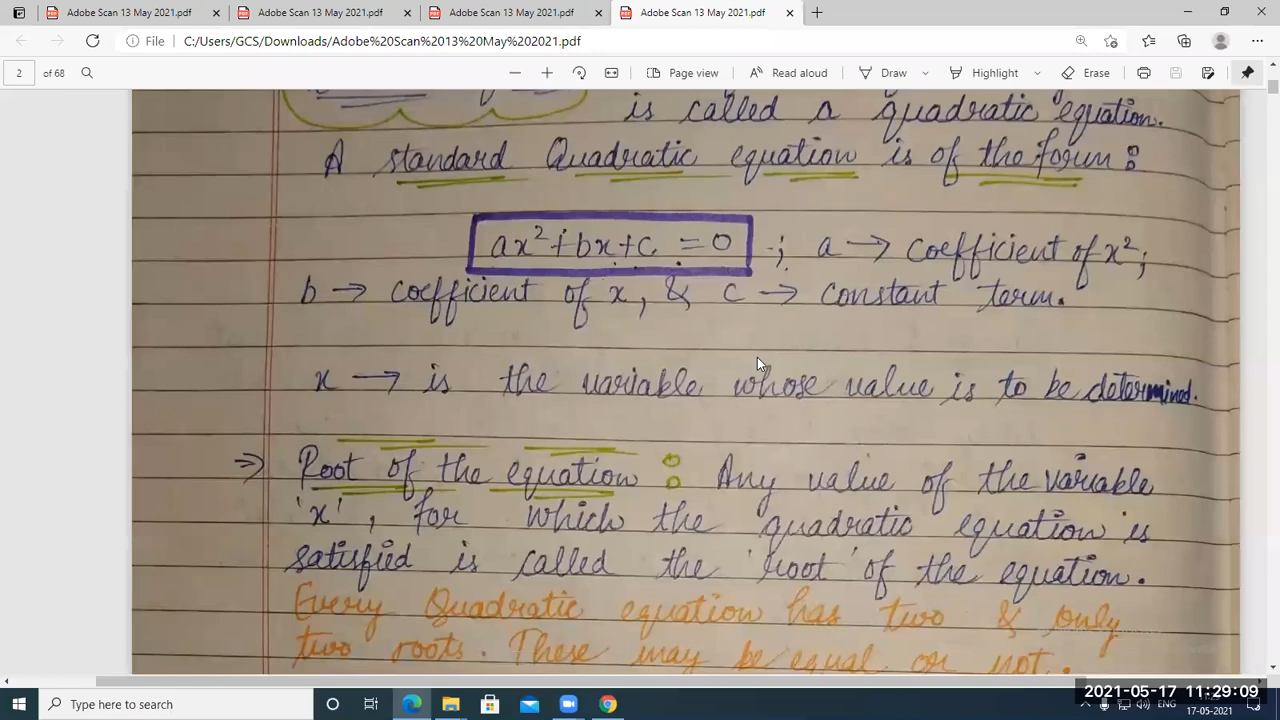 Adobe Scan 13 May 2021.pdf
Adobe Scan 13 May 2021.pdf
Adobe Scan 13 May 2021.pdf
Adobe Scan 13 May 2021.pdf
File C:/Users/GCS/Downloads/Adobe%20Scan%2013%20May%202021.pdf
2 of 68 Page view Read aloud Draw Highlight Erase
is called a quadratic equation.
A standard Quadratic equation is of the form :
ax²+bx+c = 0 ; a → coefficient of x²;
b → coefficient of x, & c → constant term.
x → is the variable whose value is to be determined.
⇒ Root of the equation : Any value of the variable
'x', for which the quadratic equation is
satisfied is called the 'root' of the equation.
Every Quadratic equation has two & only
two roots. These may be equal or not.
2021-05-17 11:29:09
Type here to search ENG 17-05-2021